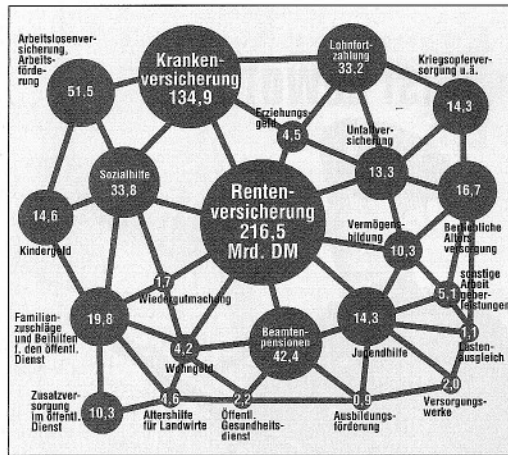 Arbeitslosenver-
sicherung,
Arbeits-
förde-
rung
51,5
Kranken-
versicherung
134,9
Lohnfort-
zahlung
33,2
Kriegsopferver-
sorgung u.ä.
14,3
Erziehungs-
geld
4,5
Unfallver-
sicherung
13,3
Sozialhilfe
33,8
16,7
Betriebliche
Alters-
versorgung
14,6
Kindergeld
Renten-
versicherung
216,5
Mrd. DM
Vermögens-
bildung
10,3
sonstige
Arbeit
geber-
leistungen
5,1
1,7
Wiedergutmachung
19,8
Familien-
zuschläge
und Beihilfen
f. den öffentl.
Dienst
4,2
Wohngeld
Beamten-
pensionen
42,4
14,3
Jugendhilfe
1,1
Lasten-
ausgleich
Zusatzver-
sorgung
im öffentl.
Dienst
10,3
4,6
Altershilfe
für Landwirte
2,2
Öffentl.
Gesundheits-
dienst
0,9
Ausbildungs-
förderung
2,0
Versorgungs-
werke